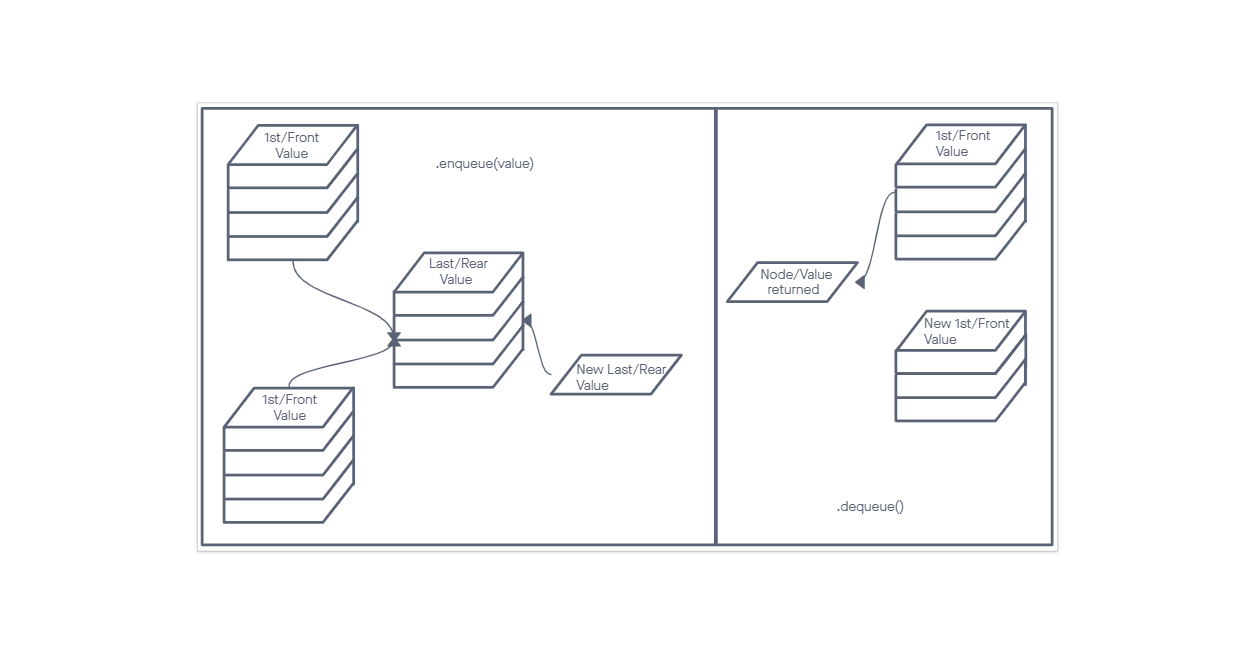 1st/Front
Value
.enqueue(value)
Last/Rear
Value
New Last/Rear
Value
1st/Front
Value
1st/Front
Value
Node/Value
returned
New 1st/Front
Value
.dequeue()